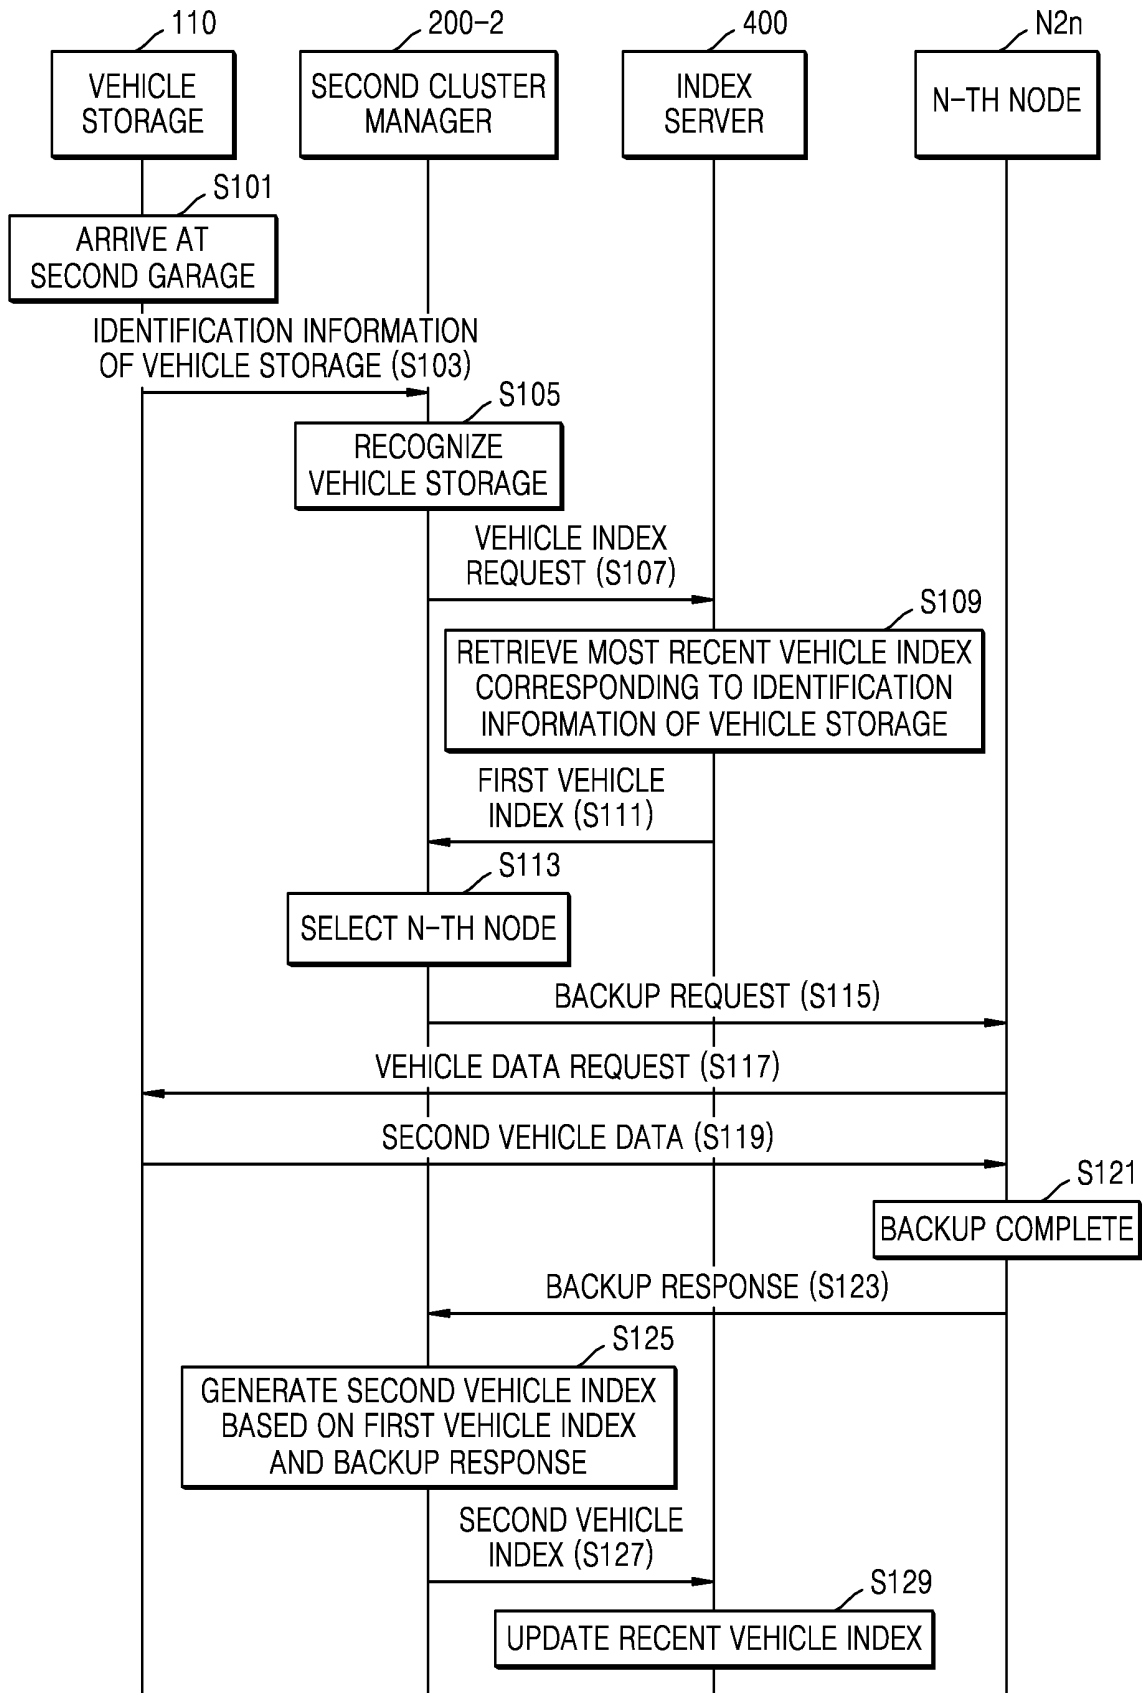 110
200-2
400
N2n
VEHICLE
STORAGE
SECOND CLUSTER
MANAGER
INDEX
SERVER
N-TH NODE
S101
ARRIVE AT
SECOND GARAGE
IDENTIFICATION INFORMATION
OF VEHICLE STORAGE (S103)
S105
RECOGNIZE
VEHICLE STORAGE
VEHICLE INDEX
REQUEST (S107)
S109
RETRIEVE MOST RECENT VEHICLE INDEX
CORRESPONDING TO IDENTIFICATION
INFORMATION OF VEHICLE STORAGE
FIRST VEHICLE
INDEX (S111)
S113
SELECT N-TH NODE
BACKUP REQUEST (S115)
VEHICLE DATA REQUEST (S117)
SECOND VEHICLE DATA (S119)
S121
BACKUP COMPLETE
BACKUP RESPONSE (S123)
S125
GENERATE SECOND VEHICLE INDEX
BASED ON FIRST VEHICLE INDEX
AND BACKUP RESPONSE
SECOND VEHICLE
INDEX (S127)
S129
UPDATE RECENT VEHICLE INDEX